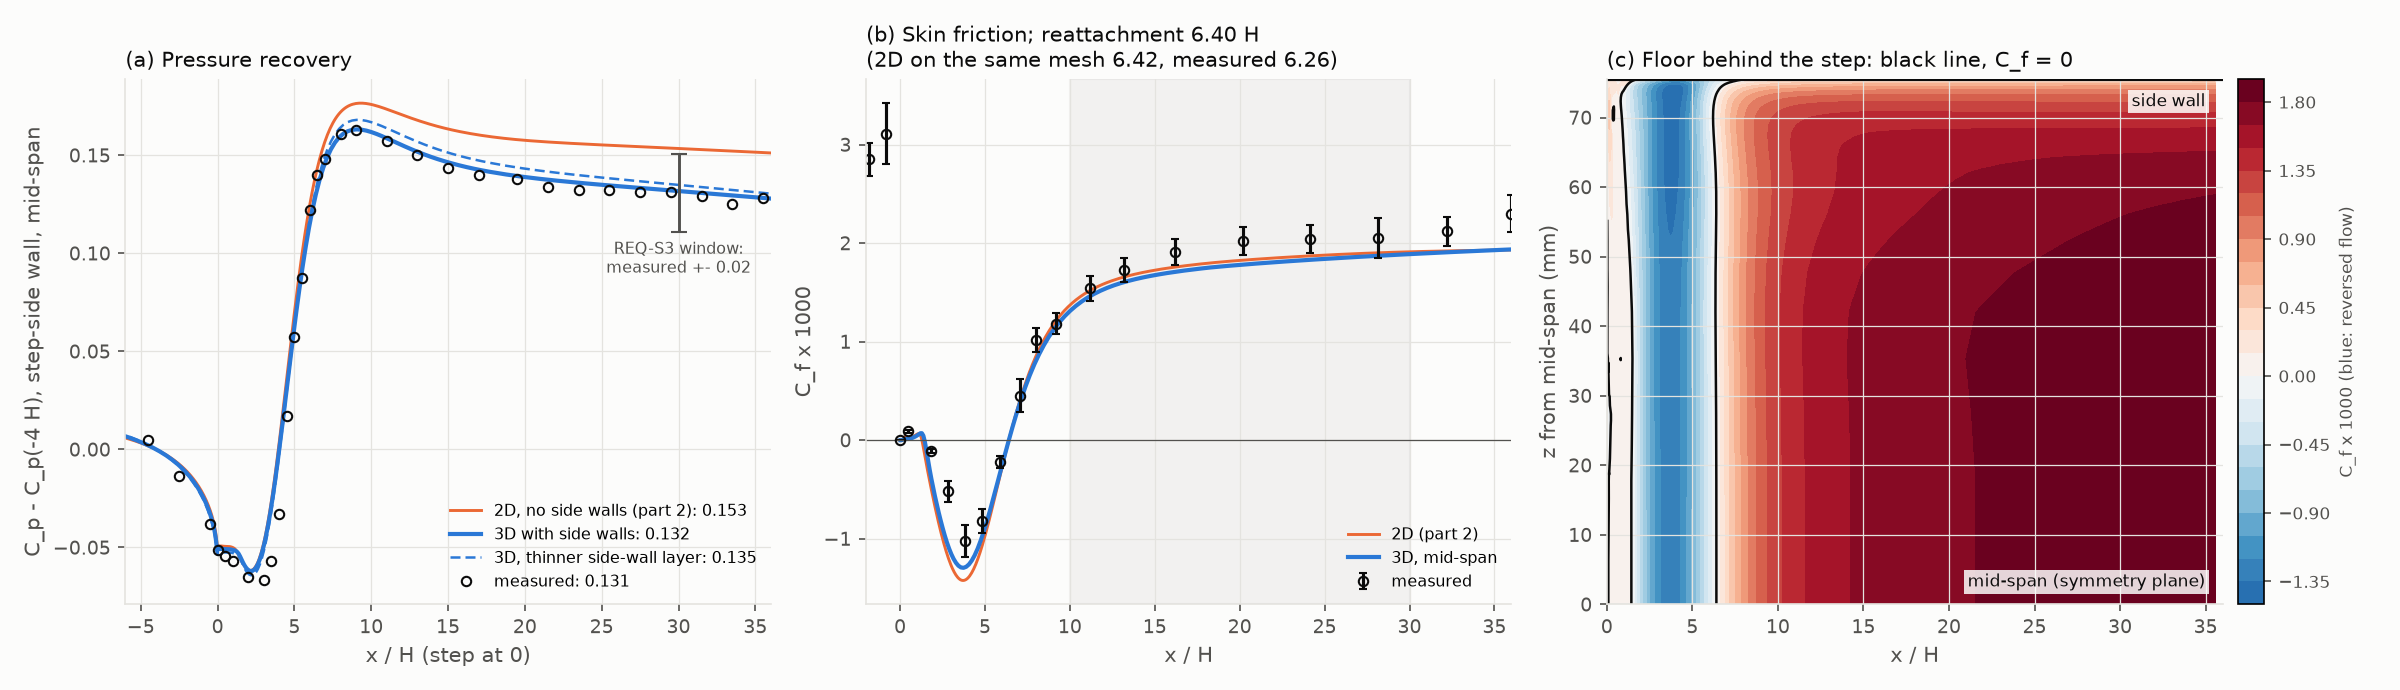 (a) Pressure recovery
C_p - C_p(-4 H), step-side wall, mid-span
0.15
0.10
0.05
0.00
−0.05
REQ-S3 window:
measured +- 0.02
2D, no side walls (part 2): 0.153
3D with side walls: 0.132
3D, thinner side-wall layer: 0.135
measured: 0.131
−5
0
5
10
15
20
25
30
35
x / H (step at 0)
(b) Skin friction; reattachment 6.40 H
(2D on the same mesh 6.42, measured 6.26)
C_f x 1000
3
2
1
0
−1
2D (part 2)
3D, mid-span
measured
0
5
10
15
20
25
30
35
x / H
(c) Floor behind the step: black line, C_f = 0
z from mid-span (mm)
70
60
50
40
30
20
10
0
side wall
mid-span (symmetry plane)
0
5
10
15
20
25
30
35
x / H
1.80
1.35
0.90
0.45
0.00
−0.45
−0.90
−1.35
C_f x 1000 (blue: reversed flow)